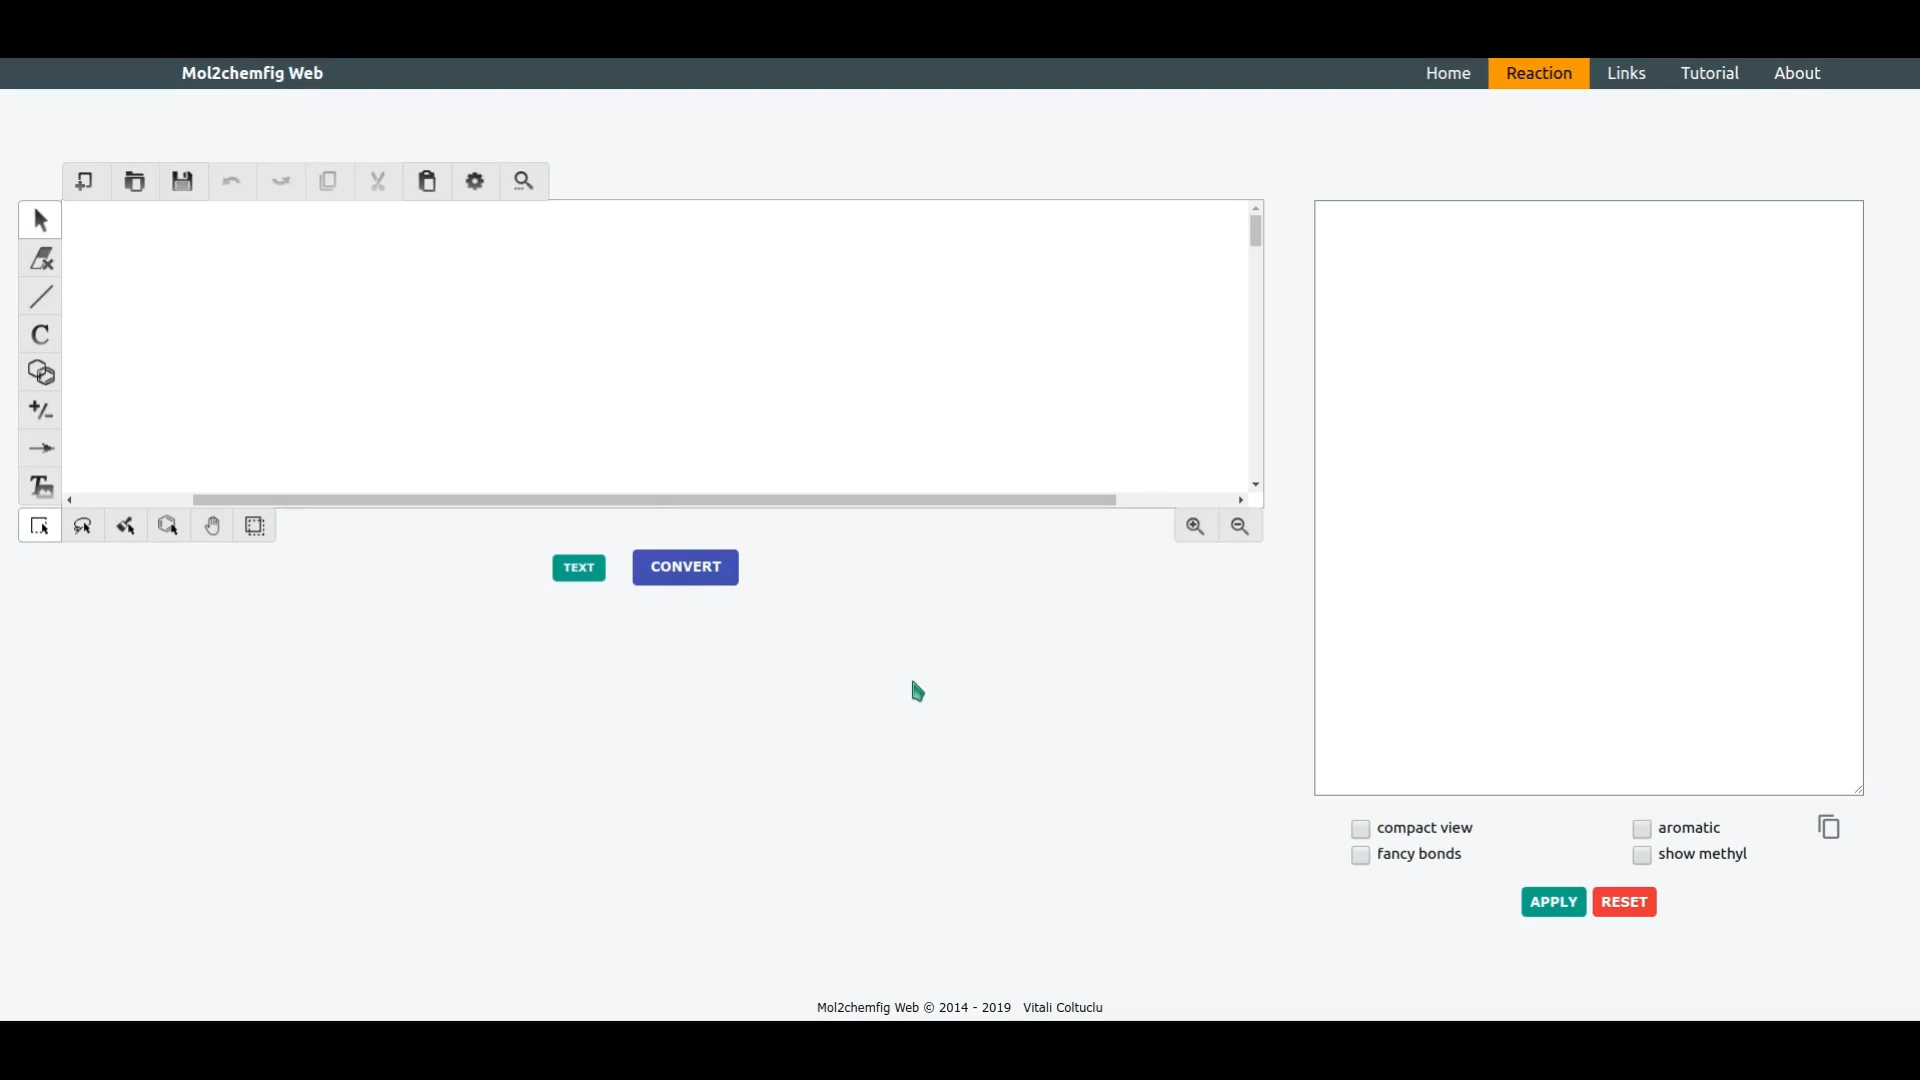 Mol2chemfig Web
Home Reaction Links Tutorial About
C
TEXT CONVERT
compact view aromatic
fancy bonds show methyl
APPLY RESET
Mol2chemfig Web © 2014 - 2019 Vitali Coltuclu